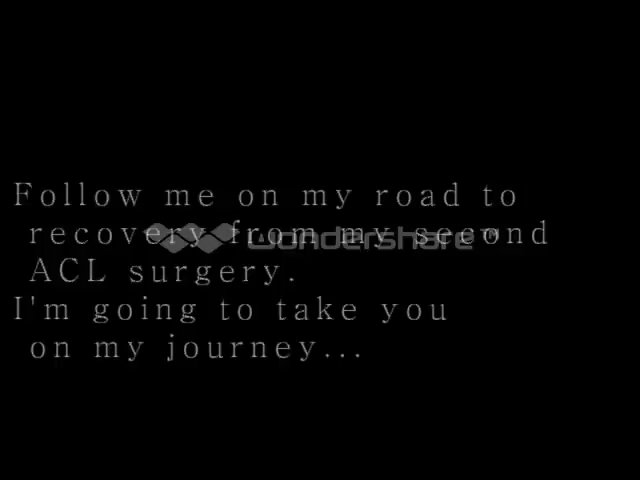 Follow me on my road to
recovery from my second
ACL surgery.
I'm going to take you
on my journey...
wondershare™